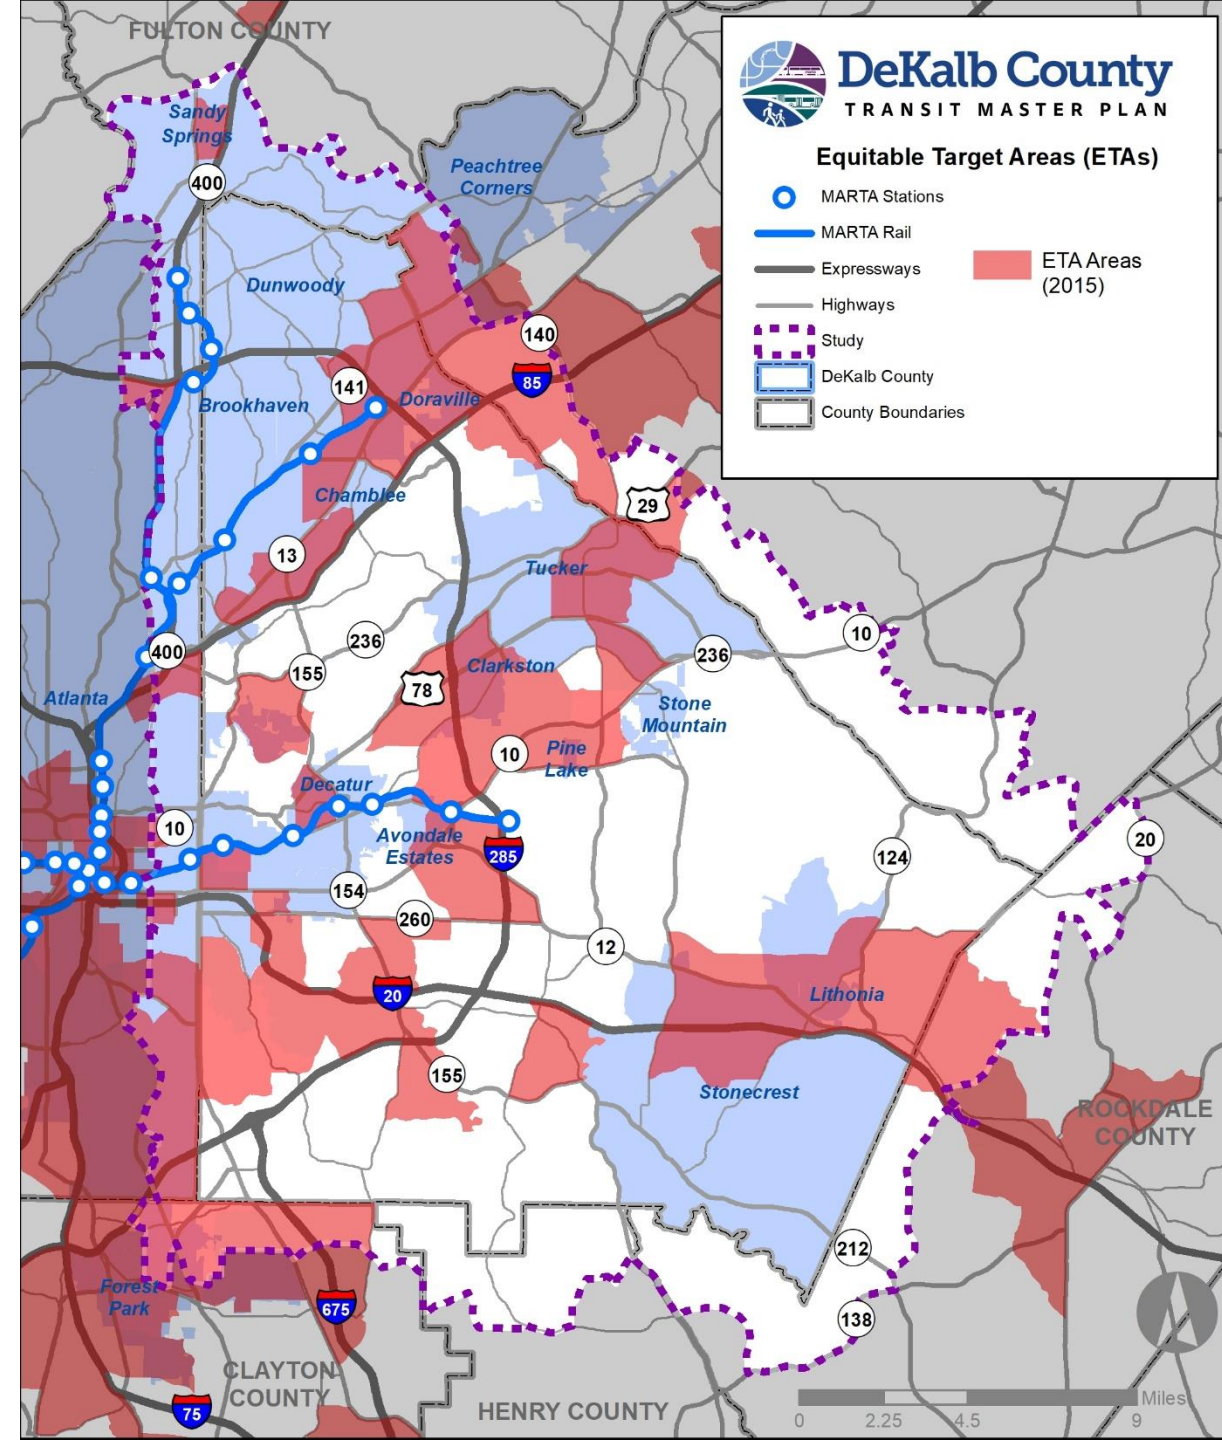 FULTON COUNTY
DeKalb County
TRANSIT MASTER PLAN
Equitable Target Areas (ETAs)
MARTA Stations
MARTA Rail
Expressways
Highways
Study
DeKalb County
County Boundaries
ETA Areas
(2015)
Sandy
Springs
400
Peachtree
Corners
Dunwoody
140
85
141
Doraville
Brookhaven
Chamblee
29
13
Tucker
10
236
236
400
155
Clarkston
78
Atlanta
Stone
Mountain
10
Pine
Lake
Decatur
10
Avondale
Estates
285
20
124
154
260
12
20
Lithonia
155
Stonecrest
ROCKDALE
COUNTY
212
Forest
Park
675
138
CLAYTON
COUNTY
75
HENRY COUNTY
Miles
0
2.25
4.5
9